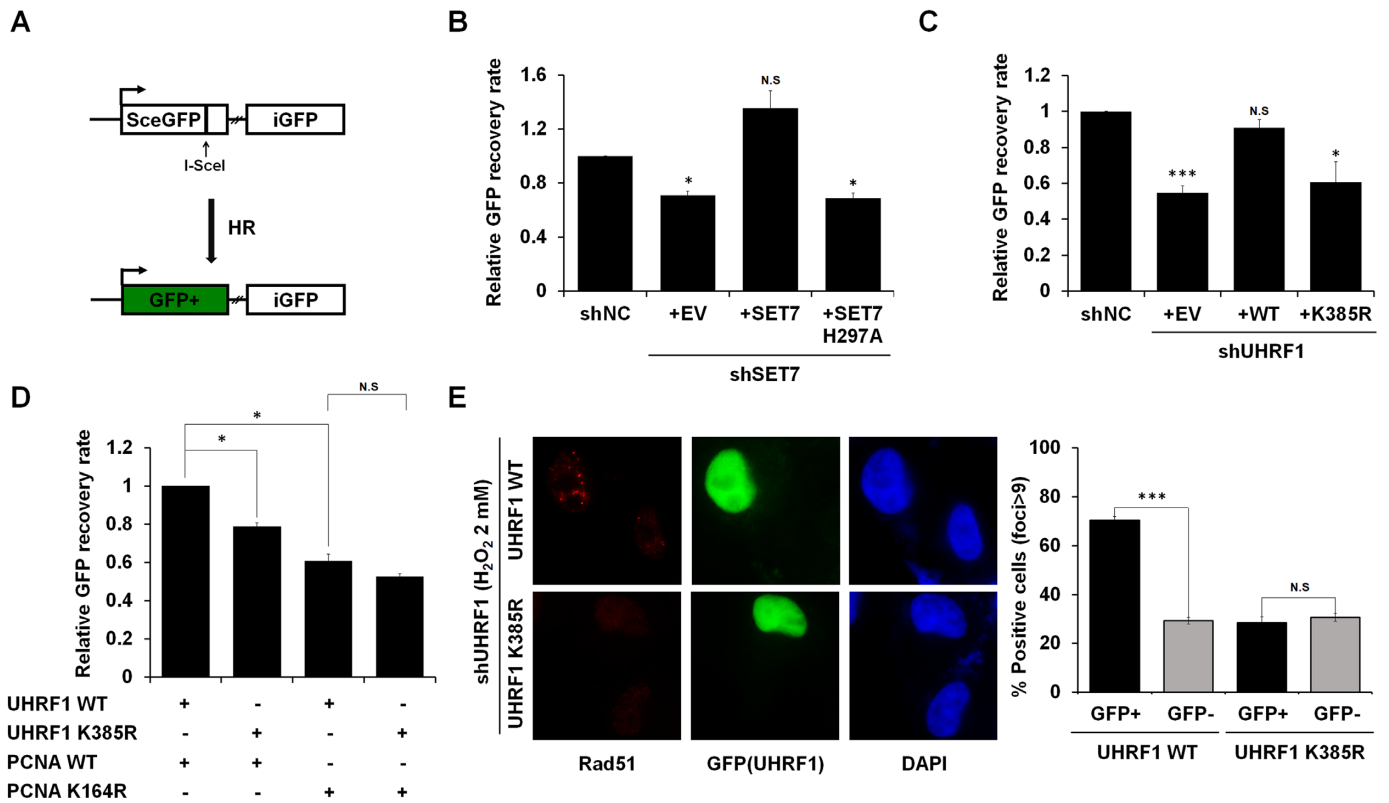 A
SceGFP
iGFP
I-SceI
HR
GFP+
iGFP
B
Relative GFP recovery rate
1.6
1.2
0.8
0.4
0
*
N.S
*
shNC
+EV
+SET7
+SET7
H297A
shSET7
C
Relative GFP recovery rate
1.2
1
0.8
0.6
0.4
0.2
0
***
N.S
*
shNC
+EV
+WT
+K385R
shUHRF1
D
Relative GFP recovery rate
1.2
1
0.8
0.6
0.4
0.2
0
*
*
N.S
UHRF1 WT + - + -
UHRF1 K385R - + - +
PCNA WT + + - -
PCNA K164R - - + +
E
shUHRF1 (H₂O₂ 2 mM)
UHRF1 WT
UHRF1 K385R
Rad51
GFP(UHRF1)
DAPI
% Positive cells (foci>9)
100
80
60
40
20
0
***
N.S
GFP+ GFP- GFP+ GFP-
UHRF1 WT UHRF1 K385R